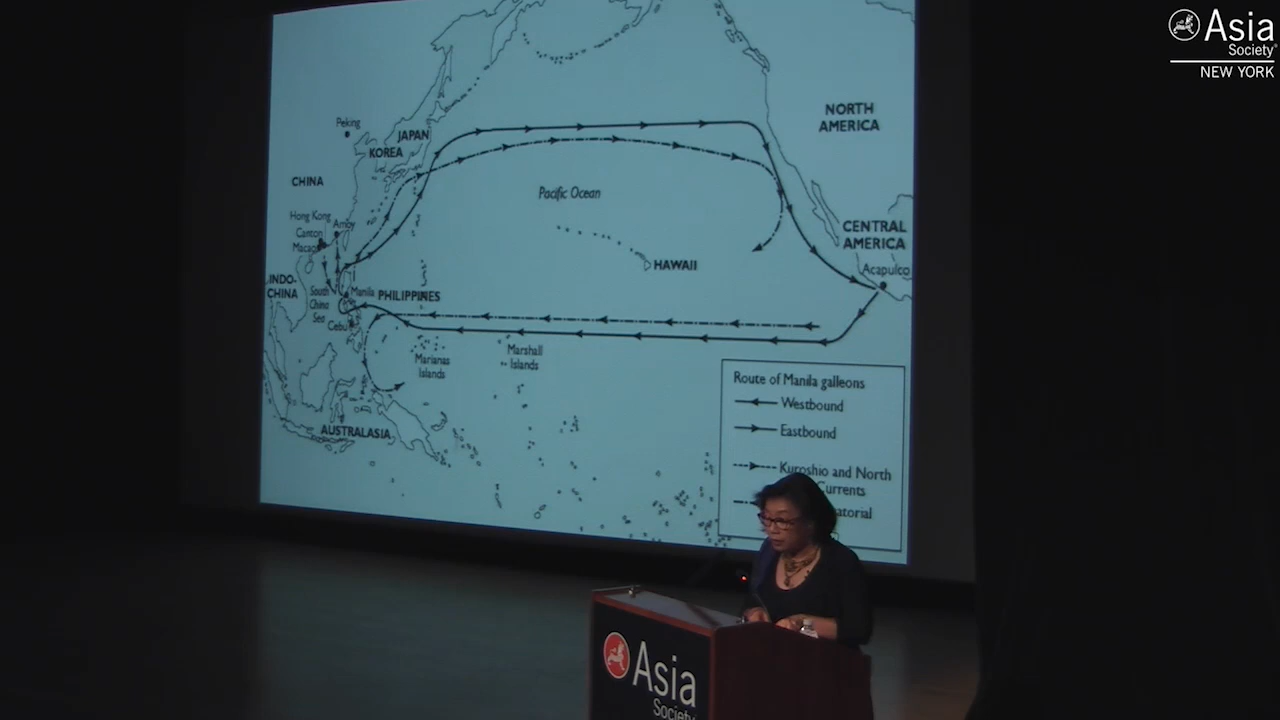 Asia
Society
NEW YORK
NORTH
AMERICA
Peking
JAPAN
KOREA
CHINA
Pacific Ocean
Hong Kong
Canton
Amoy
Macao
CENTRAL
AMERICA
HAWAII
Acapulco
INDO-
CHINA
South
China
Sea
Manila
PHILIPPINES
Cebu
Marianas
Islands
Marshall
Islands
AUSTRALASIA
Route of Manila galleons
Westbound
Eastbound
Kuroshio and North
Currents
Asia
Society